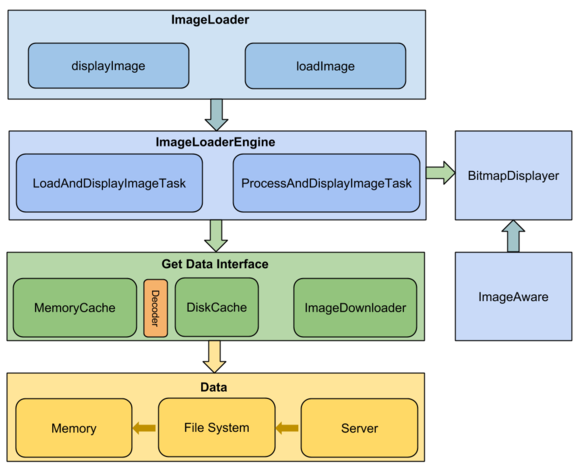 ImageLoader
displayImage
loadImage
ImageLoaderEngine
LoadAndDisplayImageTask
ProcessAndDisplayImageTask
BitmapDisplayer
Get Data Interface
MemoryCache
Decoder
DiskCache
ImageDownloader
ImageAware
Data
Memory
File System
Server